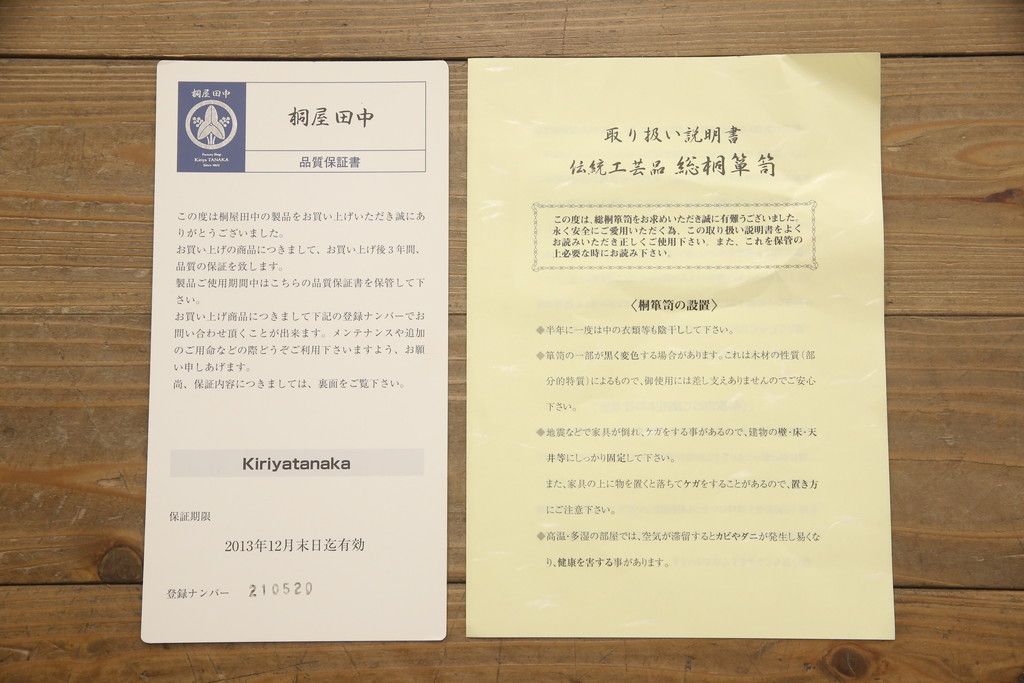 桐屋田中
Factory Shop
Kiriya TANAKA
桐屋田中
品質保証書
この度は桐屋田中の製品をお買い上げいただき誠にあ
りがとうございました。
お買い上げの商品につきまして、お買い上げ後3年間、
品質の保証を致します。
製品ご使用期間中はこちらの品質保証書を保管して下
さい。
お買い上げ商品につきまして下記の登録ナンバーでお
問い合わせ頂くことが出来ます。メンテナンスや追加
のご用命などの際どうぞご利用下さいますよう、お願
い申しあげます。
尚、保証内容につきましては、裏面をご覧下さい。
Kiriyatanaka
保証期限
2013年12月末日迄有効
登録ナンバー 210520
取り扱い説明書
伝統工芸品 総桐箪笥
この度は、総桐箪笥をお求めいただき誠に有難うございました。
永く安全にご愛用いただく為、この取り扱い説明書をよく
お読みいただき正しくご使用下さい。また、これを保管の
上必要な時にお読み下さい。
〈桐箪笥の設置〉
◆半年に一度は中の衣類等も陰干しして下さい。
◆箪笥の一部が黒く変色する場合があります。これは木材の性質(部
分的特質)によるもので、御使用には差し支えありませんのでご安心
下さい。
◆地震などで家具が倒れ、ケガをする事があるので、建物の壁・床・天
井等にしっかり固定して下さい。
また、家具の上に物を置くと落ちてケガをすることがあるので、置き方
にご注意下さい。
◆高温・多湿の部屋では、空気が滞留するとカビやダニが発生し易くな
り、健康を害する事があります。